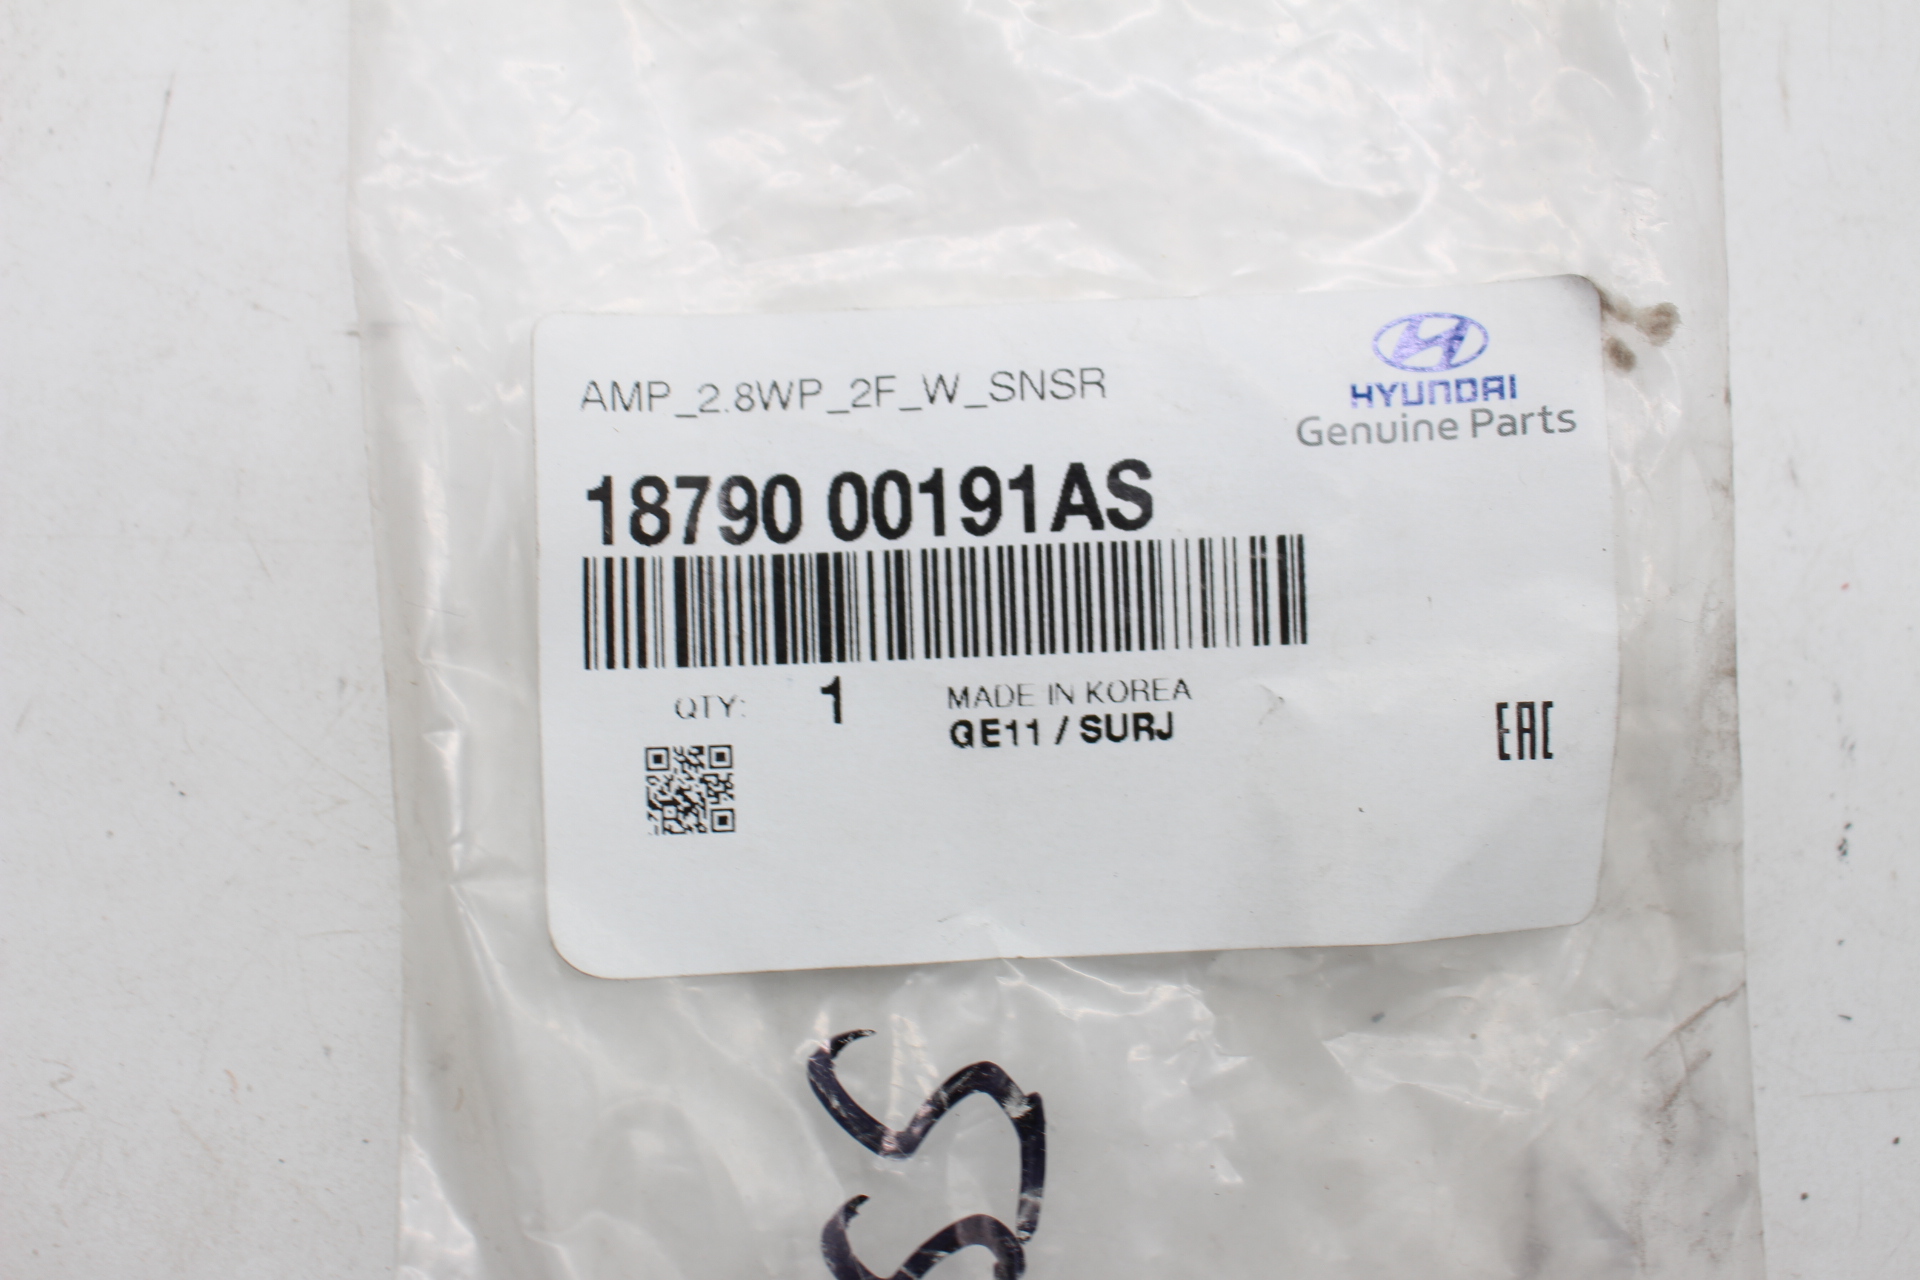 AMP_2.8WP_2F_W_SNSR
HYUNDAI
Genuine Parts
18790 00191AS
QTY: 1
MADE IN KOREA
QE11 / SURJ
EAC